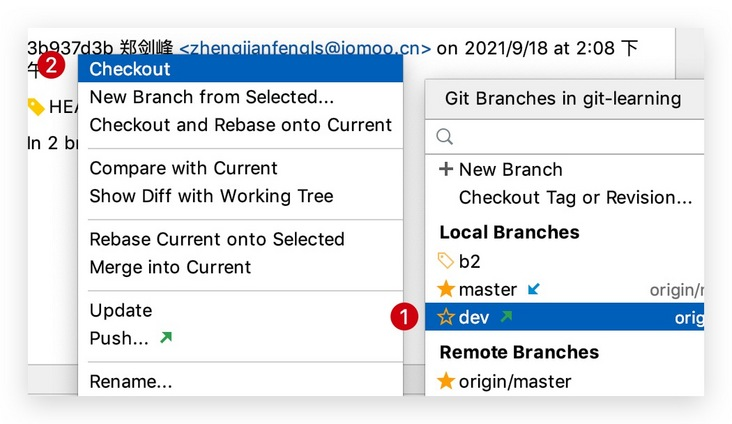 3b937d3b 郑剑峰 <zhengjianfengls@jomoo.cn> on 2021/9/18 at 2:08 下
午
2
HEA
In 2 br
Checkout
New Branch from Selected...
Checkout and Rebase onto Current
Compare with Current
Show Diff with Working Tree
Rebase Current onto Selected
Merge into Current
Update
Push...
Rename...
Git Branches in git-learning
New Branch
Checkout Tag or Revision...
Local Branches
b2
master origin/m
1
dev orig
Remote Branches
origin/master